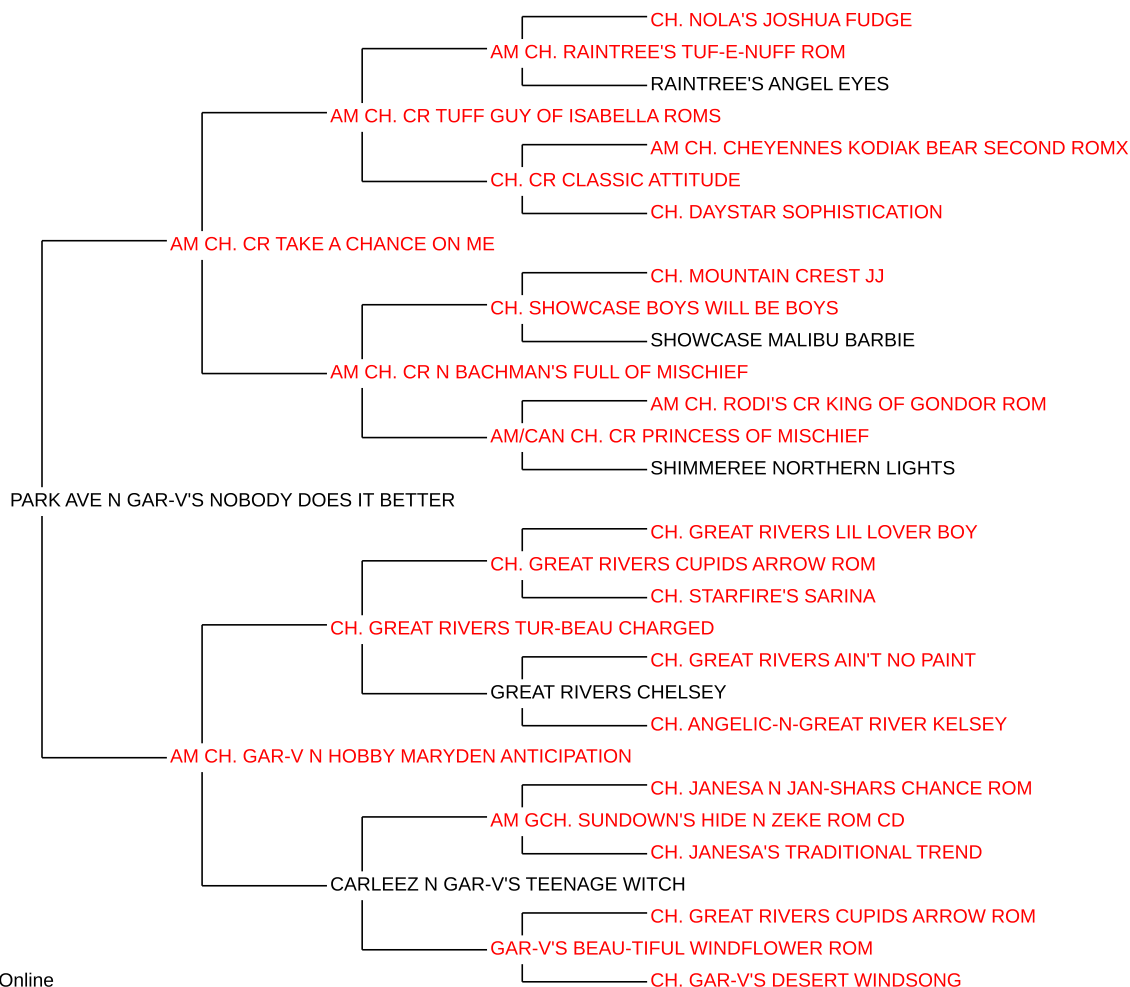 CH. NOLA'S JOSHUA FUDGE
AM CH. RAINTREE'S TUF-E-NUFF ROM
RAINTREE'S ANGEL EYES
AM CH. CR TUFF GUY OF ISABELLA ROMS
AM CH. CHEYENNES KODIAK BEAR SECOND ROMX
CH. CR CLASSIC ATTITUDE
CH. DAYSTAR SOPHISTICATION
AM CH. CR TAKE A CHANCE ON ME
CH. MOUNTAIN CREST JJ
CH. SHOWCASE BOYS WILL BE BOYS
SHOWCASE MALIBU BARBIE
AM CH. CR N BACHMAN'S FULL OF MISCHIEF
AM CH. RODI'S CR KING OF GONDOR ROM
AM/CAN CH. CR PRINCESS OF MISCHIEF
SHIMMEREE NORTHERN LIGHTS
PARK AVE N GAR-V'S NOBODY DOES IT BETTER
CH. GREAT RIVERS LIL LOVER BOY
CH. GREAT RIVERS CUPIDS ARROW ROM
CH. STARFIRE'S SARINA
CH. GREAT RIVERS TUR-BEAU CHARGED
CH. GREAT RIVERS AIN'T NO PAINT
GREAT RIVERS CHELSEY
CH. ANGELIC-N-GREAT RIVER KELSEY
AM CH. GAR-V N HOBBY MARYDEN ANTICIPATION
CH. JANESA N JAN-SHARS CHANCE ROM
AM GCH. SUNDOWN'S HIDE N ZEKE ROM CD
CH. JANESA'S TRADITIONAL TREND
CARLEEZ N GAR-V'S TEENAGE WITCH
CH. GREAT RIVERS CUPIDS ARROW ROM
GAR-V'S BEAU-TIFUL WINDFLOWER ROM
CH. GAR-V'S DESERT WINDSONG
Online